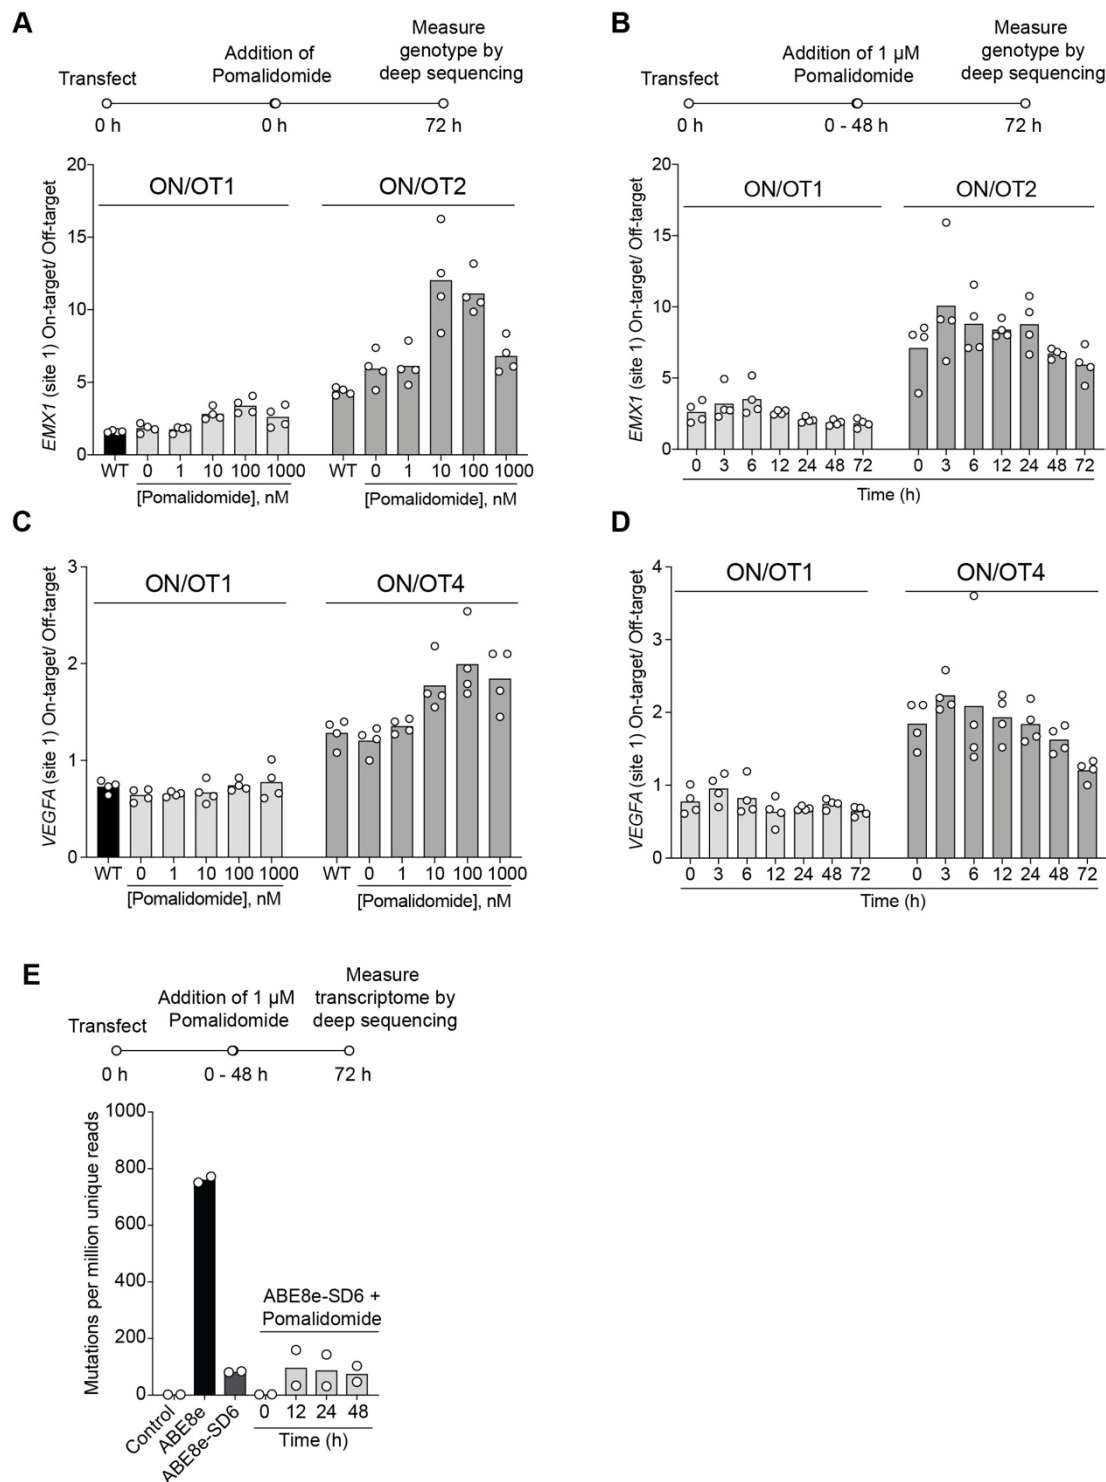 A
Transfect
Addition of
Pomalidomide
Measure
genotype by
deep sequencing
0 h
0 h
72 h
EMX1 (site 1) On-target/ Off-target
20
15
10
5
0
ON/OT1
ON/OT2
WT 0 1 10 100 1000
WT 0 1 10 100 1000
[Pomalidomide], nM
[Pomalidomide], nM
B
Transfect
Addition of 1 µM
Pomalidomide
Measure
genotype by
deep sequencing
0 h
0 - 48 h
72 h
EMX1 (site 1) On-target/ Off-target
20
15
10
5
0
ON/OT1
ON/OT2
0 3 6 12 24 48 72
0 3 6 12 24 48 72
Time (h)
C
VEGFA (site 1) On-target/ Off-target
3
2
1
0
ON/OT1
ON/OT4
WT 0 1 10 100 1000
WT 0 1 10 100 1000
[Pomalidomide], nM
[Pomalidomide], nM
D
VEGFA (site 1) On-target/ Off-target
4
3
2
1
0
ON/OT1
ON/OT4
0 3 6 12 24 48 72
0 3 6 12 24 48 72
Time (h)
E
Transfect
Addition of 1 µM
Pomalidomide
Measure
transcriptome by
deep sequencing
0 h
0 - 48 h
72 h
Mutations per million unique reads
1000
800
600
400
200
0
ABE8e-SD6 +
Pomalidomide
Control
ABE8e
ABE8e-SD6
0 12 24 48
Time (h)